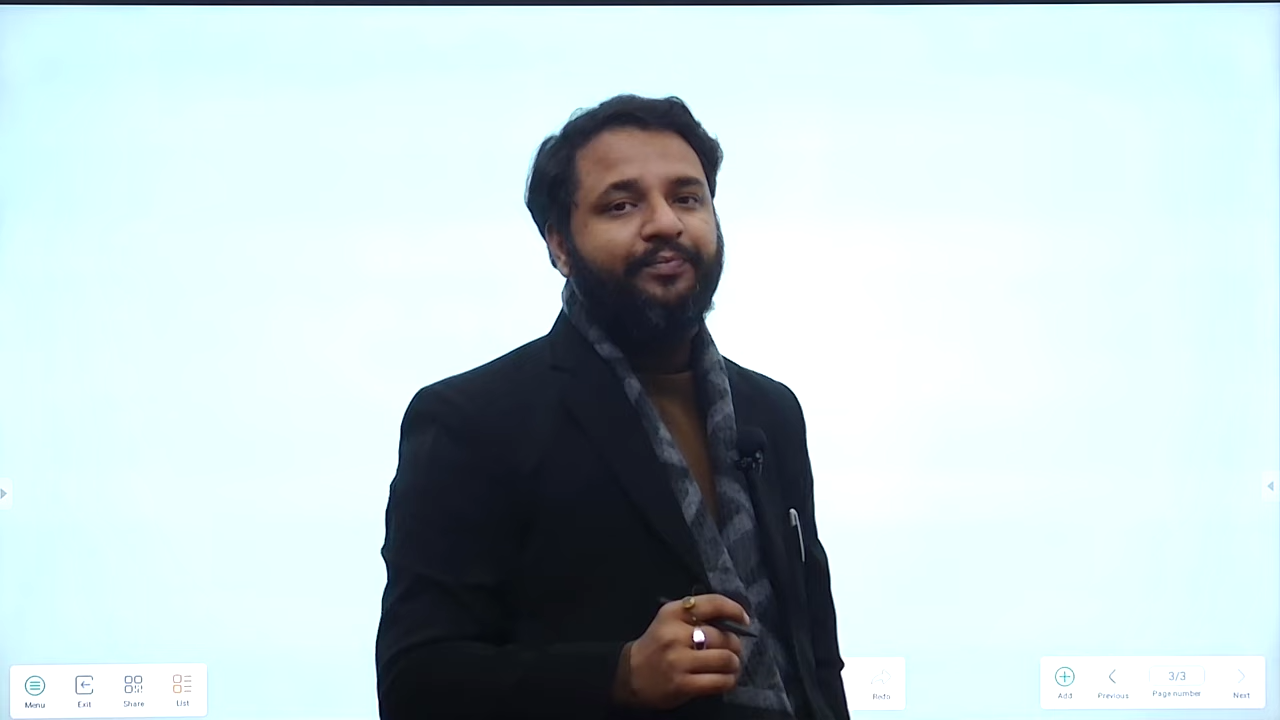 Menu
Exit
Share
List
Redo
Add
Previous
3/3
Page number
Next